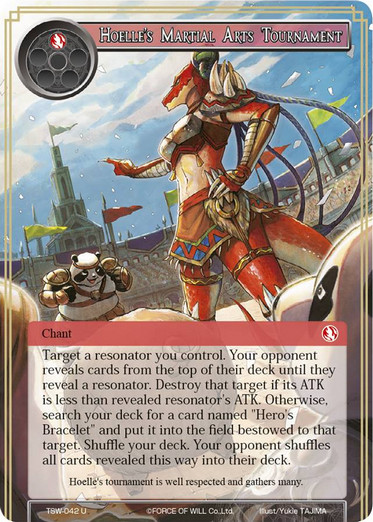 Hoelle's Martial Arts Tournament
Chant
Target a resonator you control. Your opponent
reveals cards from the top of their deck until they
reveal a resonator. Destroy that target if its ATK
is less than revealed resonator's ATK. Otherwise,
search your deck for a card named "Hero's
Bracelet" and put it into the field bestowed to that
target. Shuffle your deck. Your opponent shuffles
all cards revealed this way into their deck.
Hoelle's tournament is well respected and gathers many.
TSW-042 U ©FORCE OF WILL Co.,Ltd. Illust/Yukie TAJIMA